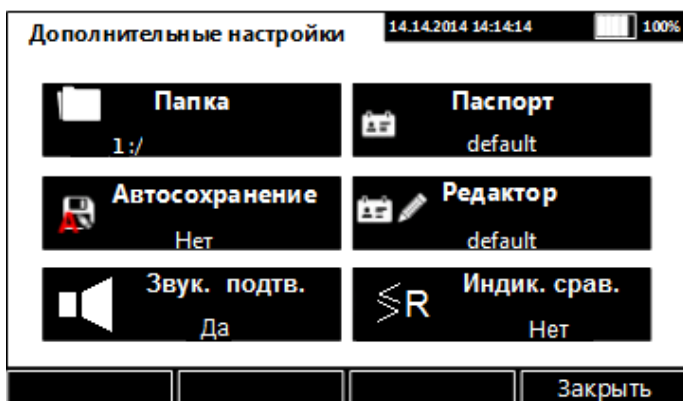 Дополнительные настройки 14.14.2014 14:14:14 100%
Папка Паспорт
1:/ default
Автосохранение Редактор
Нет default
Звук. подтв. Индик. срав.
Да Нет
Закрыть